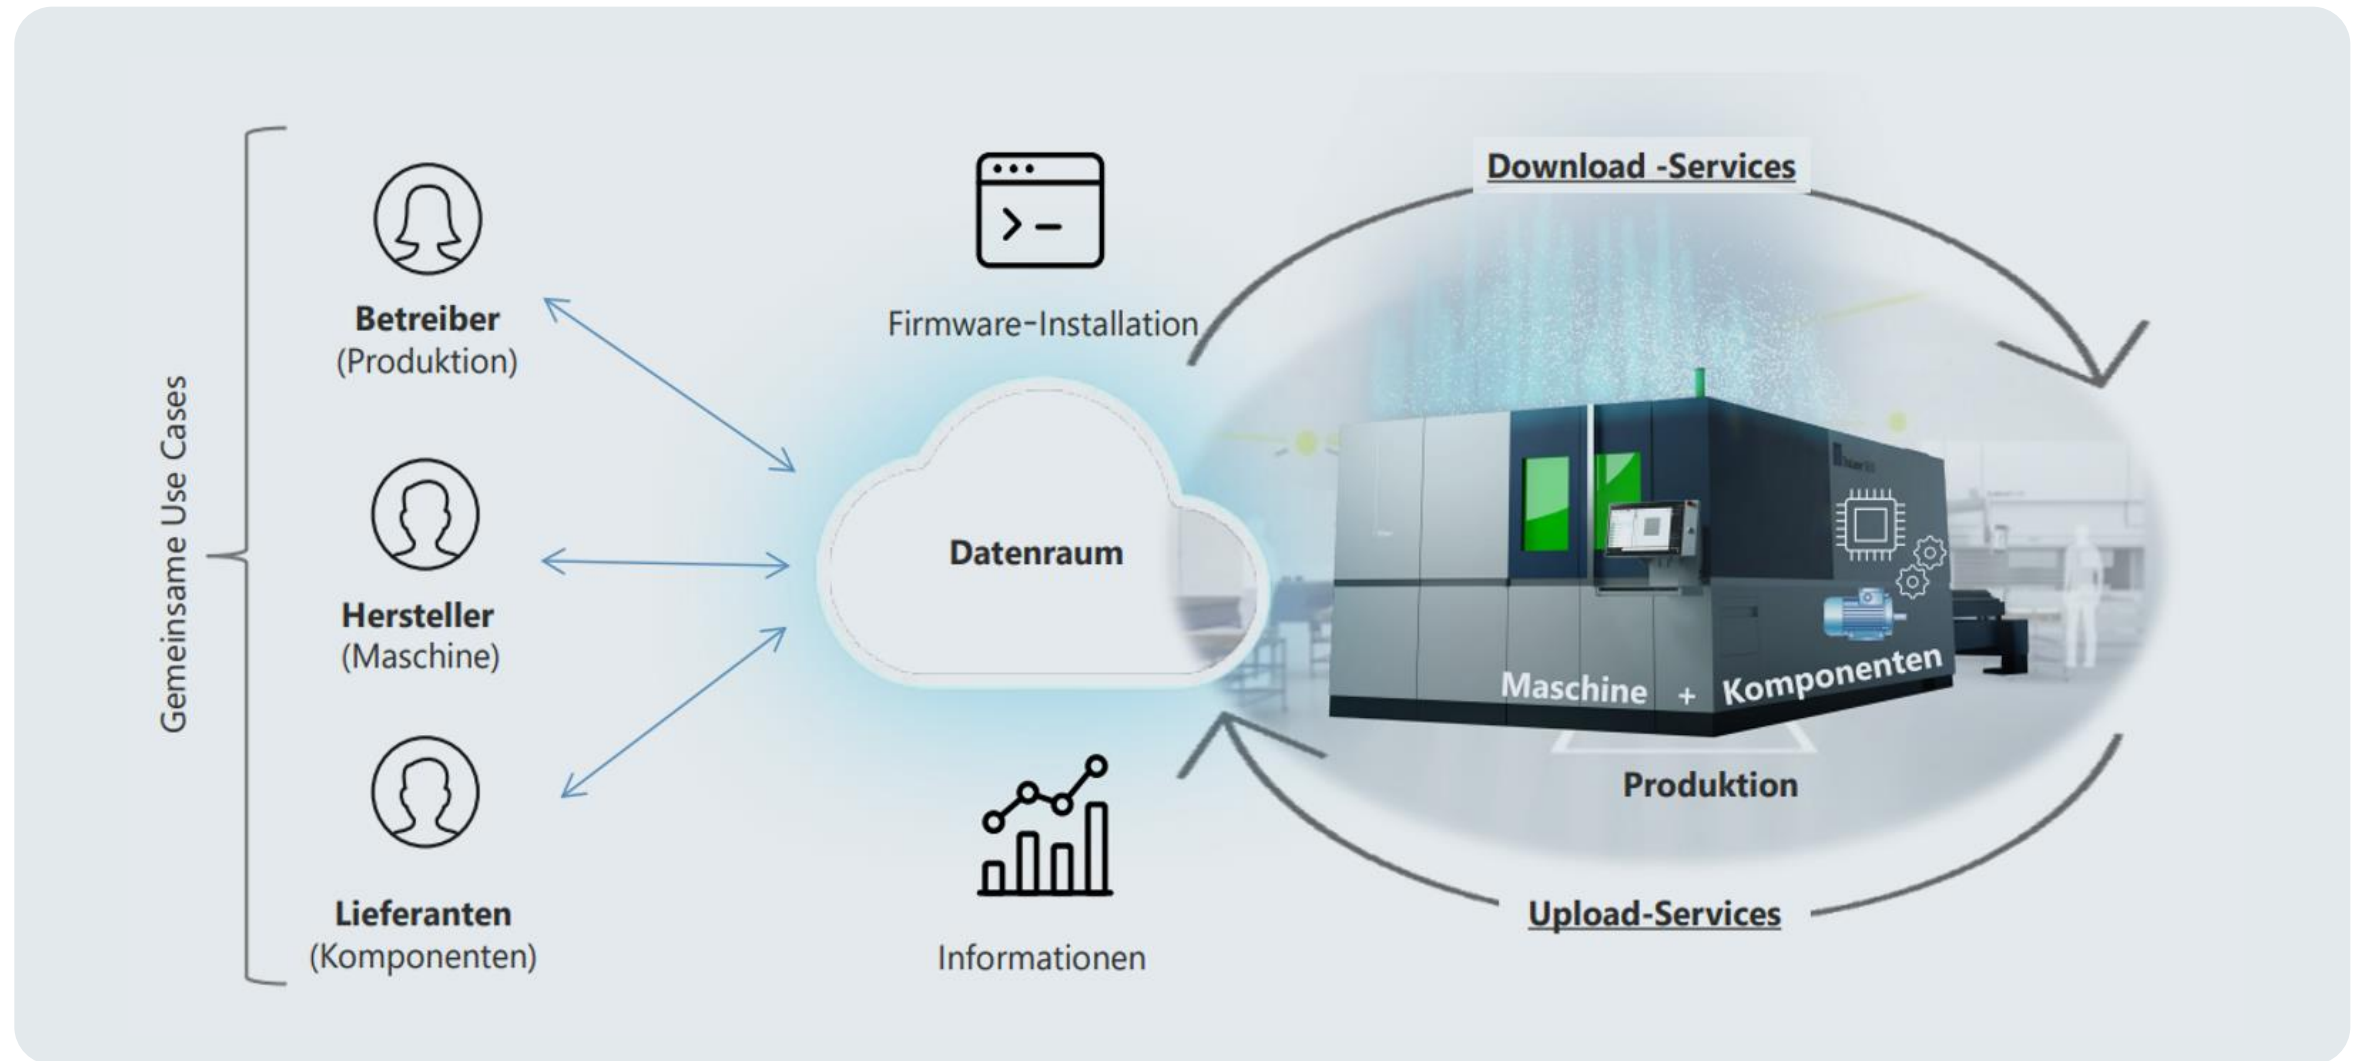 Gemeinsame Use Cases
Betreiber
(Produktion)
Hersteller
(Maschine)
Lieferanten
(Komponenten)
Firmware-Installation
Datenraum
Informationen
Download -Services
Maschine + Komponenten
Produktion
Upload-Services